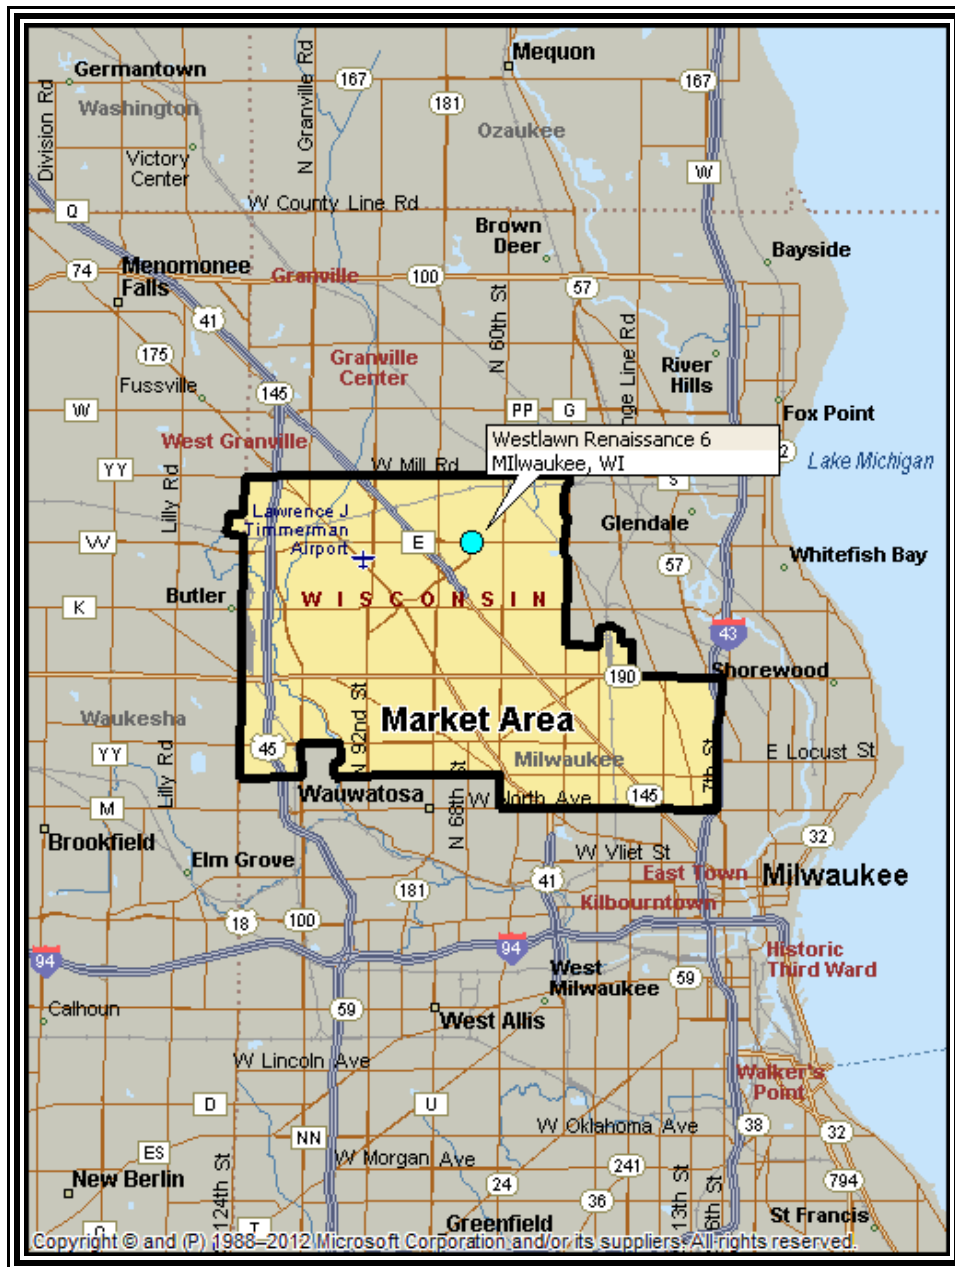 Mequon
Germantown
167
167
181
Washington
Ozaukee
Division Rd
N Granville Rd
Victory
Center
W
W County Line Rd
Q
Brown
Deer
Bayside
74
Menomonee
Falls
Granville
100
57
41
N 60th St
nge Line Rd
175
Granville
Center
River
Hills
Fussville
145
W
PP
G
Fox Point
West Granville
Westlawn Renaissance 6
MIlwaukee, WI
2
Lake Michigan
YY
W Mill Rd
S
Lilly Rd
Lawrence J
Timmerman
Airport
Glendale
VV
E
Whitefish Bay
57
Butler
K
WISCONSIN
43
190
Shorewood
N 92nd St
Waukesha
Market Area
45
Milwaukee
E Locust St
YY
Lilly Rd
7th St
N 68th St
Wauwatosa
W North Ave
145
M
Brookfield
32
W Vliet St
Elm Grove
East Town
Milwaukee
181
41
Kilbourntown
18
100
94
94
Historic
Third Ward
West
Milwaukee
59
Calhoun
59
West Allis
W Lincoln Ave
Walker's
Point
D
U
W Oklahoma Ave
38
32
NN
ES
W Morgan Ave
241
New Berlin
24
794
36
124th St
13th St
6th St
St Francis
T
Greenfield
Copyright © and (P) 1988–2012 Microsoft Corporation and/or its suppliers. All rights reserved.